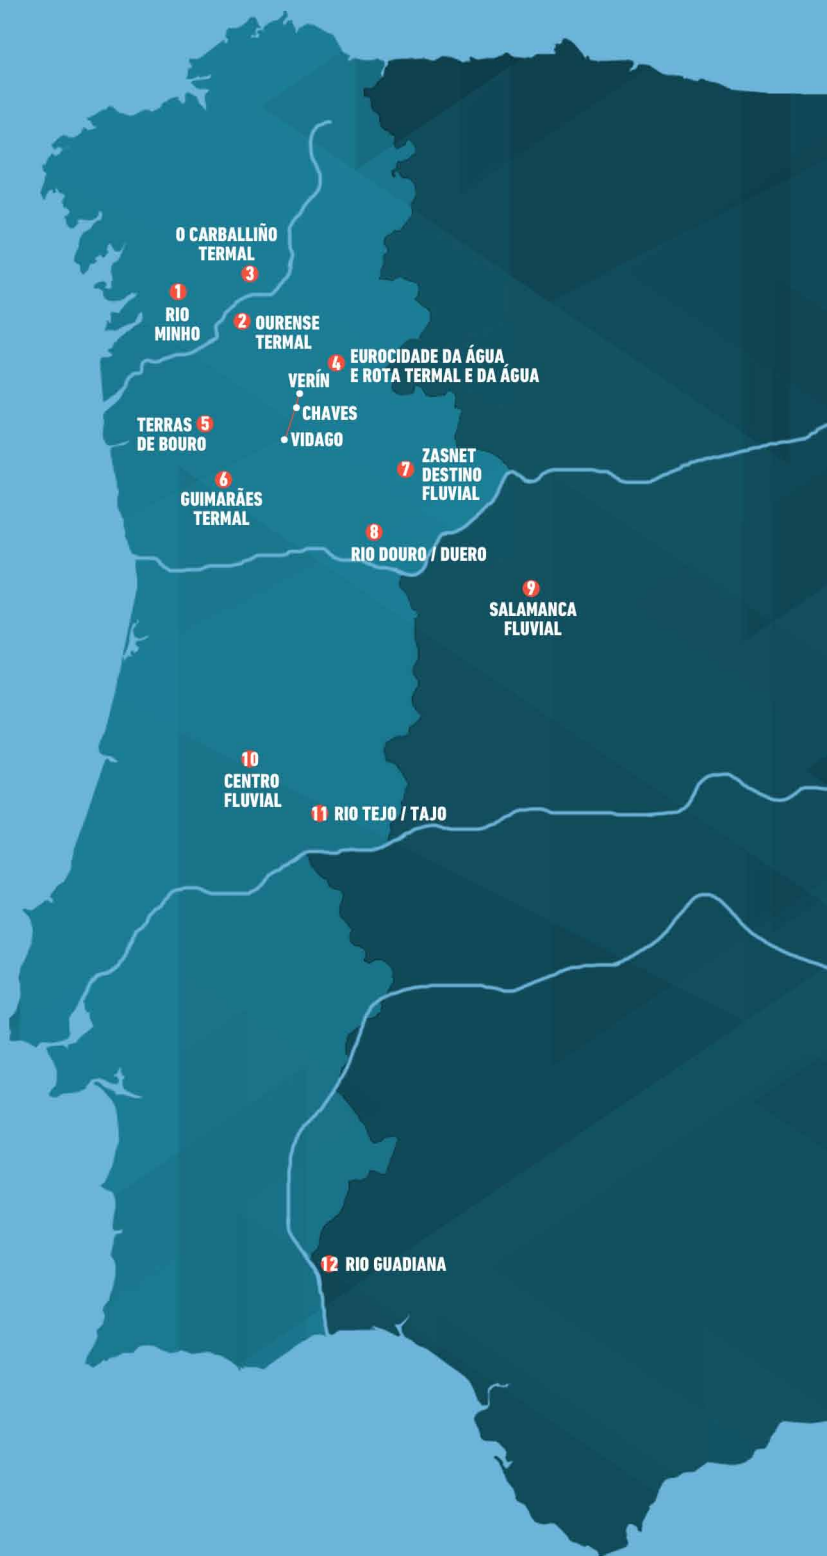 O CARBALLIÑO
TERMAL
3
1
RIO
MINHO
2 OURENSE
TERMAL
4 EUROCIDADE DA ÁGUA
E ROTA TERMAL E DA ÁGUA
VERÍN
CHAVES
VIDAGO
TERRAS 5
DE BOURO
6
GUIMARÃES
TERMAL
7 ZASNET
DESTINO
FLUVIAL
8
RIO DOURO / DUERO
9
SALAMANCA
FLUVIAL
10
CENTRO
FLUVIAL
11 RIO TEJO / TAJO
12 RIO GUADIANA